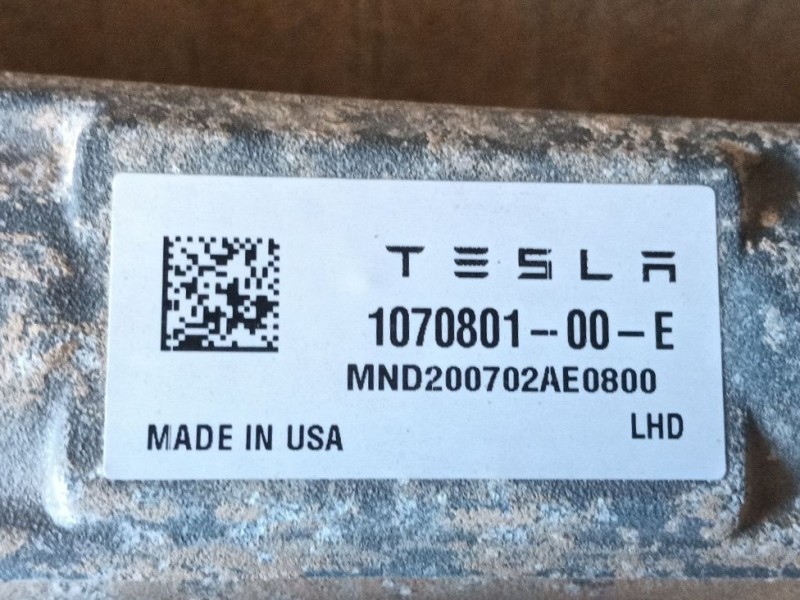 TESLA
1070801-00-E
MND200702AE0800
LHD
MADE IN USA